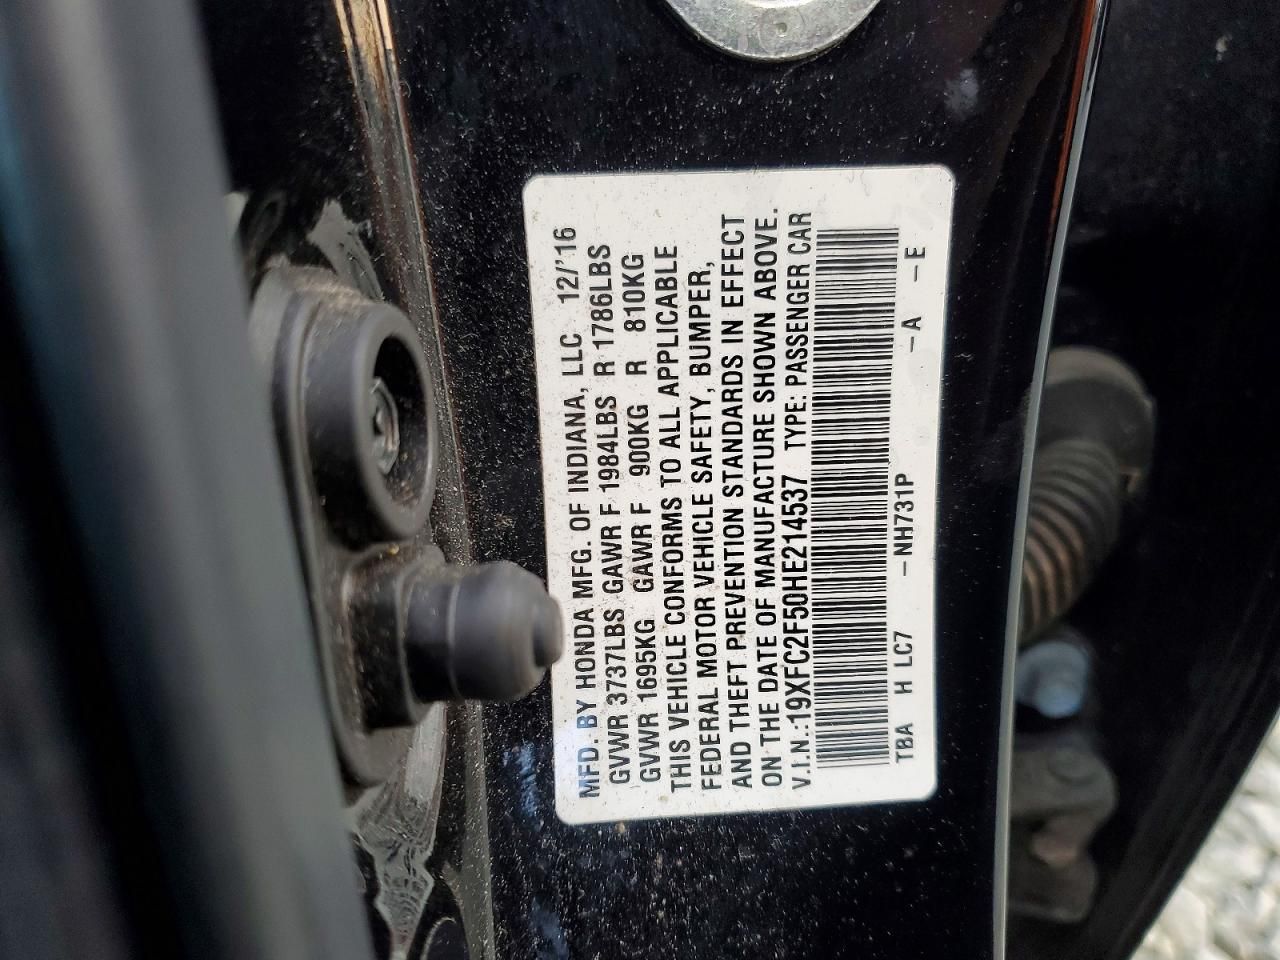 MFD. BY HONDA MFG. OF INDIANA, LLC 12/'16
GVWR 3737LBS GAWR F 1984LBS R 1786LBS
GVWR 1695KG GAWR F 900KG R 810KG
THIS VEHICLE CONFORMS TO ALL APPLICABLE
FEDERAL MOTOR VEHICLE SAFETY, BUMPER,
AND THEFT PREVENTION STANDARDS IN EFFECT
ON THE DATE OF MANUFACTURE SHOWN ABOVE.
V.I.N.:19XFC2F50HE214537 TYPE: PASSENGER CAR
TBA H LC7 -NH731P -A -E